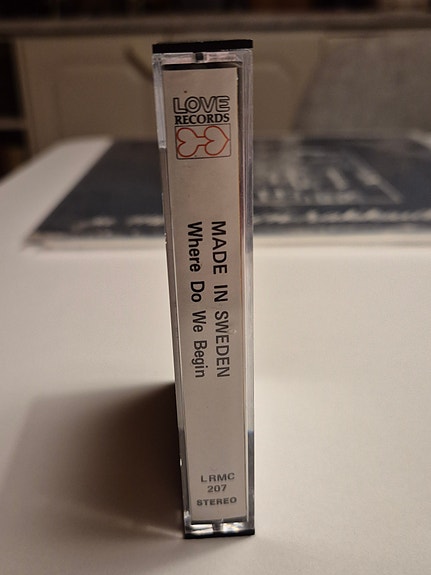 LOVE
RECORDS
MADE IN SWEDEN
Where Do We Begin
LRMC
207
STEREO